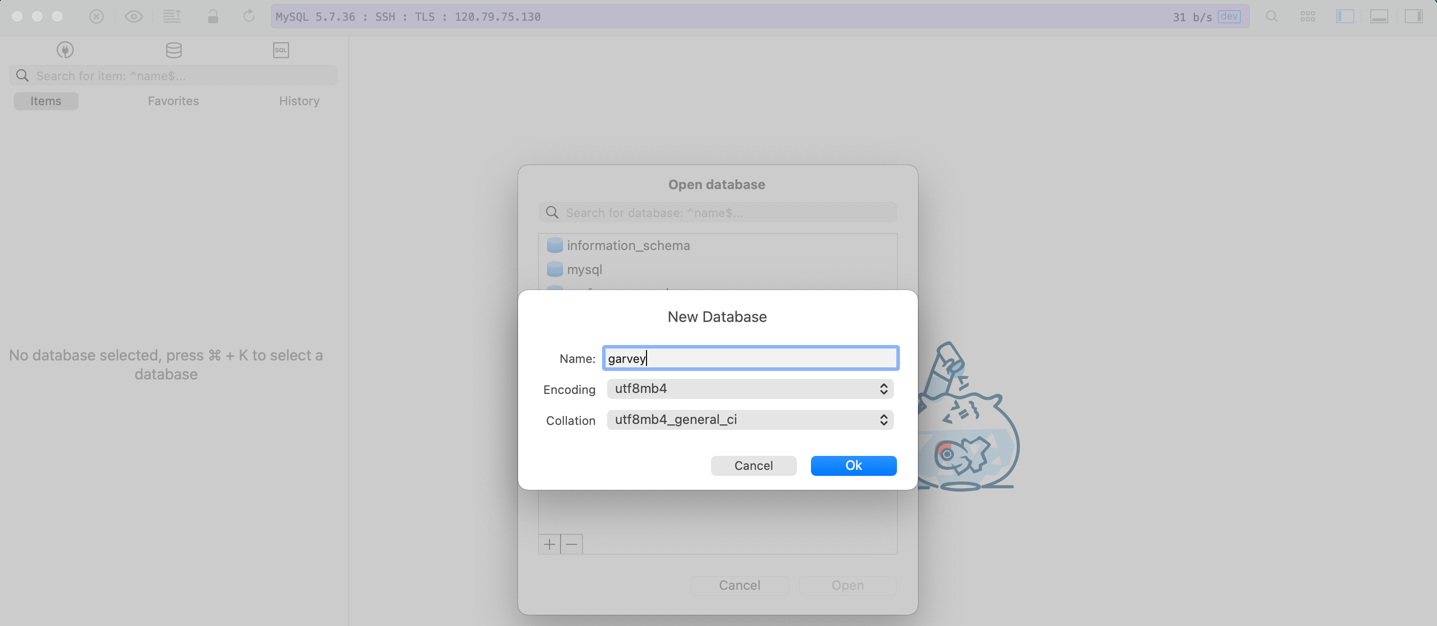 MySQL 5.7.36 : SSH : TLS : 120.79.75.130
31 b/s dev
SQL
Search for item: ^name$...
Items Favorites History
No database selected, press ⌘ + K to select a
database
Open database
Search for database: ^name$...
information_schema
mysql
New Database
Name: garvey
Encoding utf8mb4
Collation utf8mb4_general_ci
Cancel Ok
Cancel Open